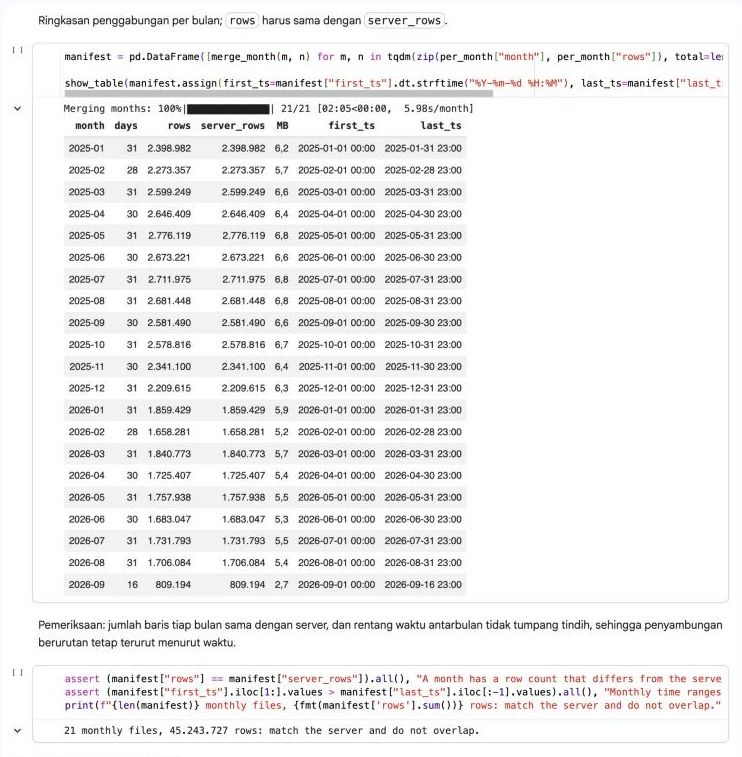 Ringkasan penggabungan per bulan; rows harus sama dengan server_rows.
[ ]
manifest = pd.DataFrame([merge_month(m, n) for m, n in tqdm(zip(per_month["month"], per_month["rows"]), total=le
show_table(manifest.assign(first_ts=manifest["first_ts"].dt.strftime("%Y-%m-%d %H:%M"), last_ts=manifest["last_t
Merging months: 100%| | 21/21 [02:05<00:00, 5.98s/month]
month days rows server_rows MB first_ts last_ts
2025-01 31 2.398.982 2.398.982 6,2 2025-01-01 00:00 2025-01-31 23:00
2025-02 28 2.273.357 2.273.357 5,7 2025-02-01 00:00 2025-02-28 23:00
2025-03 31 2.599.249 2.599.249 6,6 2025-03-01 00:00 2025-03-31 23:00
2025-04 30 2.646.409 2.646.409 6,4 2025-04-01 00:00 2025-04-30 23:00
2025-05 31 2.776.119 2.776.119 6,8 2025-05-01 00:00 2025-05-31 23:00
2025-06 30 2.673.221 2.673.221 6,6 2025-06-01 00:00 2025-06-30 23:00
2025-07 31 2.711.975 2.711.975 6,8 2025-07-01 00:00 2025-07-31 23:00
2025-08 31 2.681.448 2.681.448 6,8 2025-08-01 00:00 2025-08-31 23:00
2025-09 30 2.581.490 2.581.490 6,6 2025-09-01 00:00 2025-09-30 23:00
2025-10 31 2.578.816 2.578.816 6,7 2025-10-01 00:00 2025-10-31 23:00
2025-11 30 2.341.100 2.341.100 6,4 2025-11-01 00:00 2025-11-30 23:00
2025-12 31 2.209.615 2.209.615 6,3 2025-12-01 00:00 2025-12-31 23:00
2026-01 31 1.859.429 1.859.429 5,9 2026-01-01 00:00 2026-01-31 23:00
2026-02 28 1.658.281 1.658.281 5,2 2026-02-01 00:00 2026-02-28 23:00
2026-03 31 1.840.773 1.840.773 5,7 2026-03-01 00:00 2026-03-31 23:00
2026-04 30 1.725.407 1.725.407 5,4 2026-04-01 00:00 2026-04-30 23:00
2026-05 31 1.757.938 1.757.938 5,5 2026-05-01 00:00 2026-05-31 23:00
2026-06 30 1.683.047 1.683.047 5,3 2026-06-01 00:00 2026-06-30 23:00
2026-07 31 1.731.793 1.731.793 5,5 2026-07-01 00:00 2026-07-31 23:00
2026-08 31 1.706.084 1.706.084 5,4 2026-08-01 00:00 2026-08-31 23:00
2026-09 16 809.194 809.194 2,7 2026-09-01 00:00 2026-09-16 23:00
Pemeriksaan: jumlah baris tiap bulan sama dengan server, dan rentang waktu antarbulan tidak tumpang tindih, sehingga penyambungan
berurutan tetap terurut menurut waktu.
[ ]
assert (manifest["rows"] == manifest["server_rows"]).all(), "A month has a row count that differs from the serve
assert (manifest["first_ts"].iloc[1:].values > manifest["last_ts"].iloc[:-1].values).all(), "Monthly time ranges
print(f"{len(manifest)} monthly files, {fmt(manifest['rows'].sum())} rows: match the server and do not overlap."
21 monthly files, 45.243.727 rows: match the server and do not overlap.